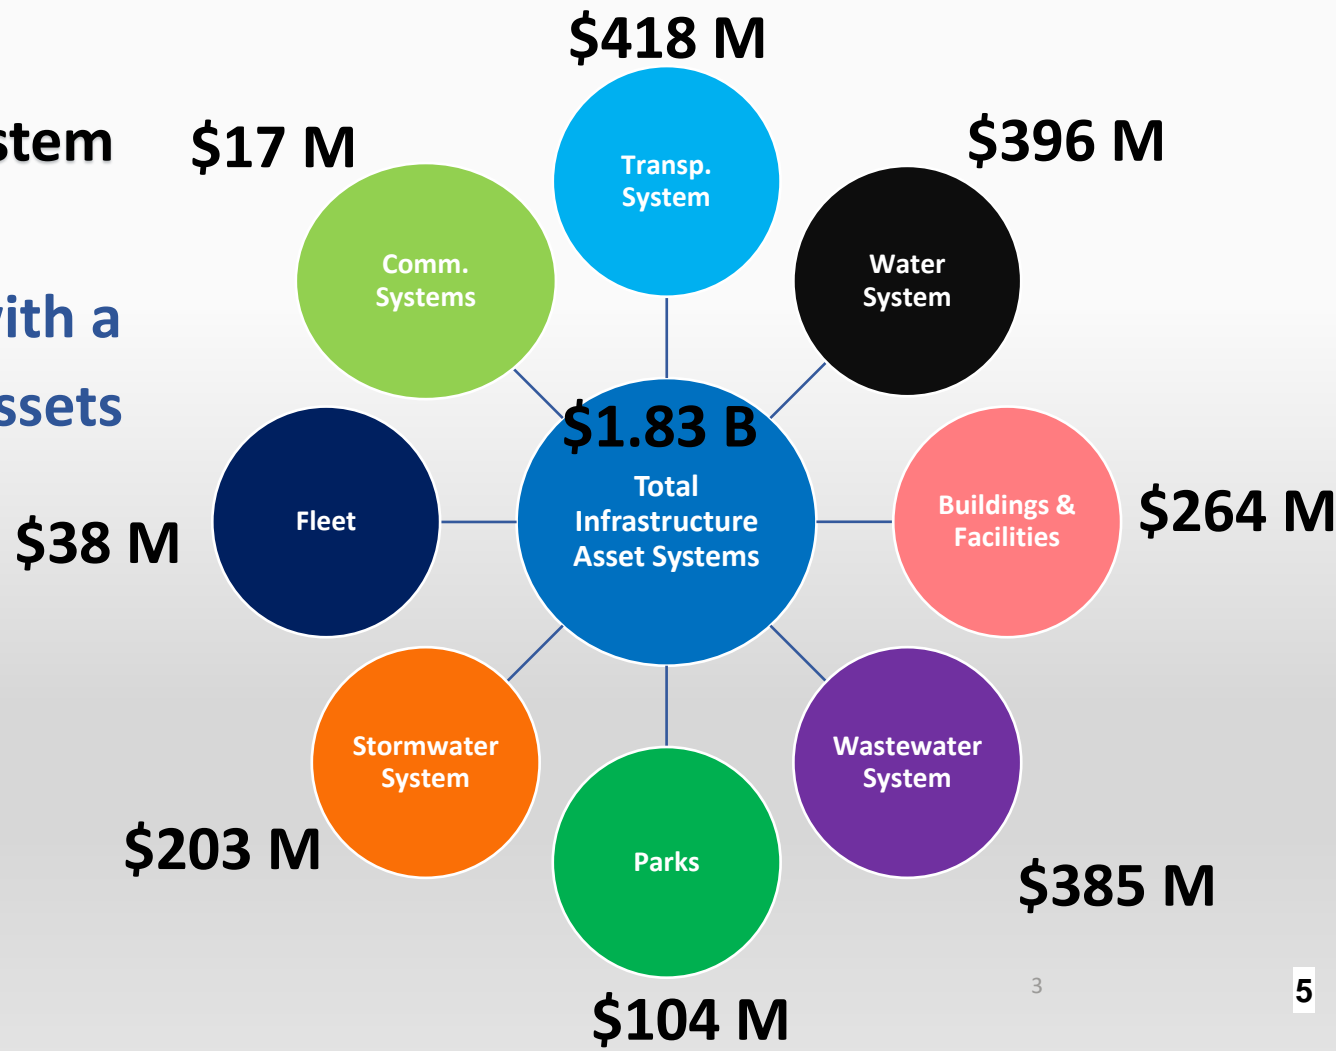 $418 M
stem
$17 M
$396 M
Transp.
System
Comm.
Systems
Water
System
with a
ssets
$1.83 B
Total
Infrastructure
Asset Systems
Fleet
$38 M
Buildings &
Facilities
$264 M
Stormwater
System
$203 M
Wastewater
System
$385 M
Parks
$104 M
3
5